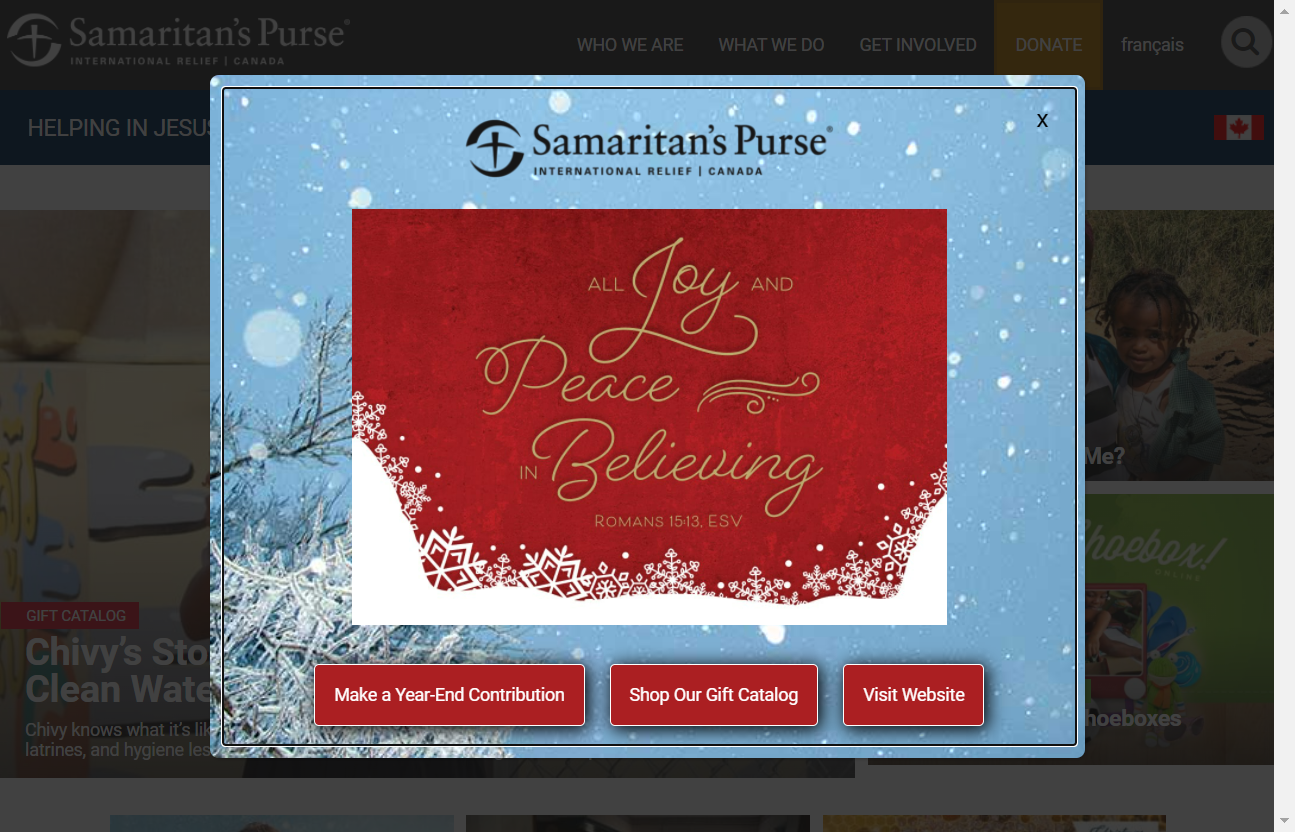 Samaritan's Purse®
INTERNATIONAL RELIEF | CANADA
WHO WE ARE
WHAT WE DO
GET INVOLVED
DONATE
français
HELPING IN JESUS
X
Samaritan's Purse®
INTERNATIONAL RELIEF | CANADA
ALL Joy AND
Peace
IN Believing
ROMANS 15:13, ESV
Me?
hoebox!
ONLINE
GIFT CATALOG
Chivy's Sto
Clean Wate
Chivy knows what it's lik
latrines, and hygiene les
hoeboxes
Make a Year-End Contribution
Shop Our Gift Catalog
Visit Website